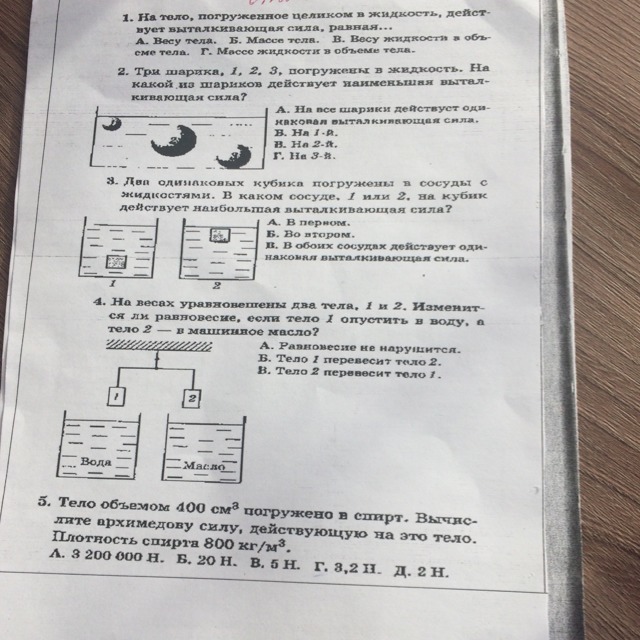 1. На тело, погруженное целиком в жидкость, дейст-
вует выталкивающая сила, равная...
А. Весу тела. Б. Массе тела. В. Весу жидкости в объ-
еме тела. Г. Массе жидкости в объеме тела.
2. Три шарика, 1, 2, 3, погружены в жидкость. На
какой из шариков действует наименьшая вытал-
кивающая сила?
А. На все шарики действует оди-
наковая выталкивающая сила.
В. На 1-й.
В. На 2-й.
Г. На 3-й.
3. Два одинаковых кубика погружены в сосуды с
жидкостями. В каком сосуде, 1 или 2, на кубик
действует наибольшая выталкивающая сила?
А. В первом.
Б. Во втором.
В. В обоих сосудах действует оди-
наковая выталкивающая сила.
1
2
4. На весах уравновешены два тела, 1 и 2. Изменит-
ся ли равновесие, если тело 1 опустить в воду, а
тело 2 — в машинное масло?
А. Равновесие не нарушится.
Б. Тело 1 перевесит тело 2.
В. Тело 2 перевесит тело 1.
1
2
Вода
Масло
5. Тело объемом 400 см³ погружено в спирт. Вычис-
лите архимедову силу, действующую на это тело.
Плотность спирта 800 кг/м³.
А. 3 200 000 Н. Б. 20 Н. В. 5 Н. Г. 3,2 Н. Д. 2 Н.